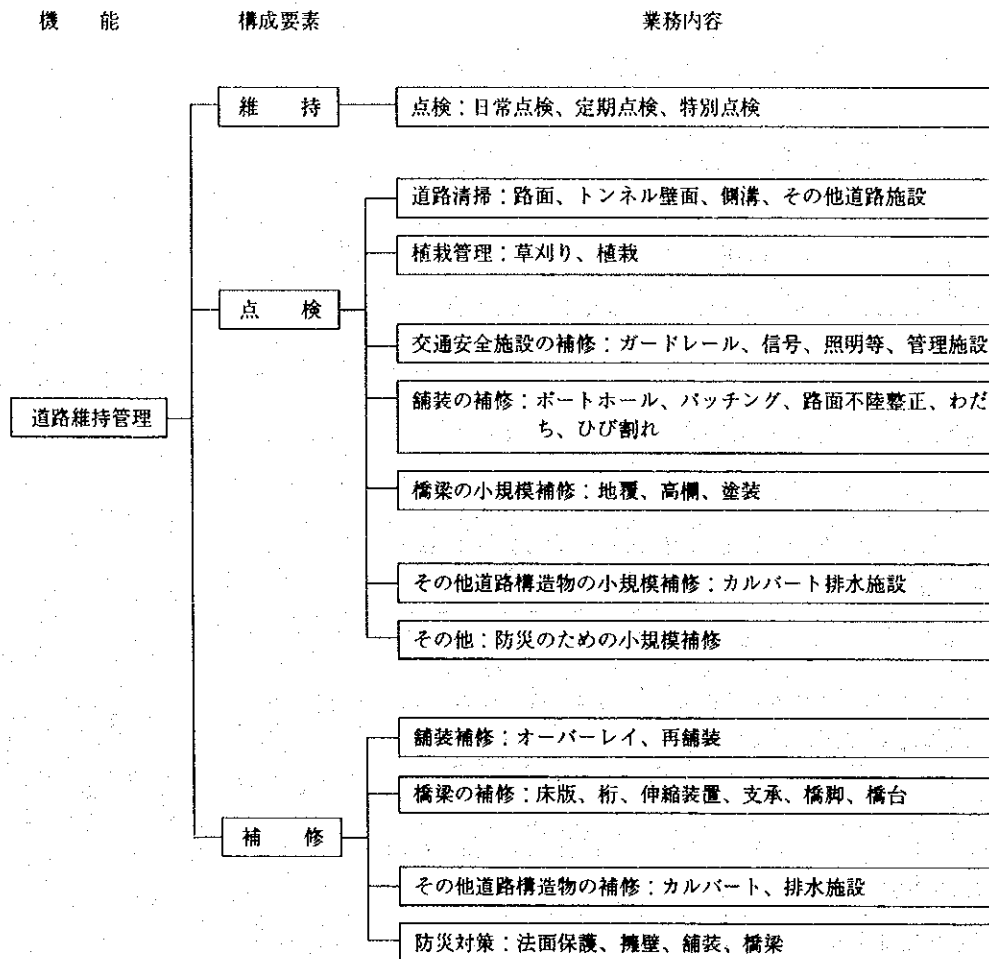 機 能 構成要素 業務内容
維 持
点検：日常点検、定期点検、特別点検
道路清掃：路面、トンネル壁面、側溝、その他道路施設
植栽管理：草刈り、植栽
点 検
交通安全施設の補修：ガードレール、信号、照明等、管理施設
舗装の補修：ポートホール、パッチング、路面不陸整正、わだ
ち、ひび割れ
道路維持管理
橋梁の小規模補修：地覆、高欄、塗装
その他道路構造物の小規模補修：カルバート排水施設
その他：防災のための小規模補修
舗装補修：オーバーレイ、再舗装
橋梁の補修：床版、桁、伸縮装置、支承、橋脚、橋台
補 修
その他道路構造物の補修：カルバート、排水施設
防災対策：法面保護、擁壁、舗装、橋梁